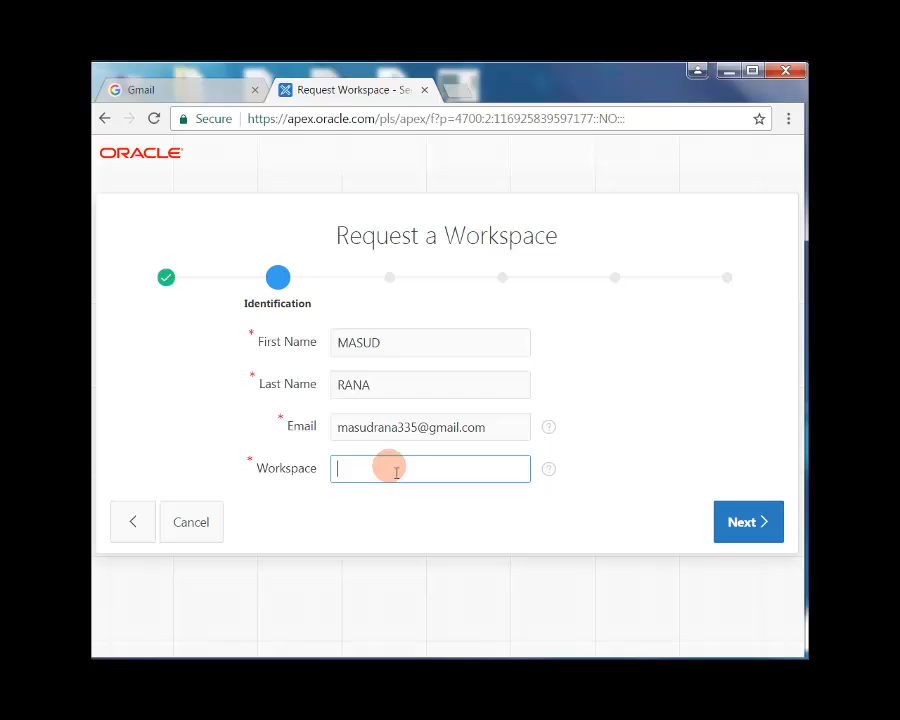 Gmail
Request Workspace - Se
Secure
https://apex.oracle.com/pls/apex/f?p=4700:2:116925839597177::NO:::
ORACLE
Request a Workspace
Identification
* First Name
MASUD
* Last Name
RANA
* Email
masudrana335@gmail.com
* Workspace
Cancel
Next